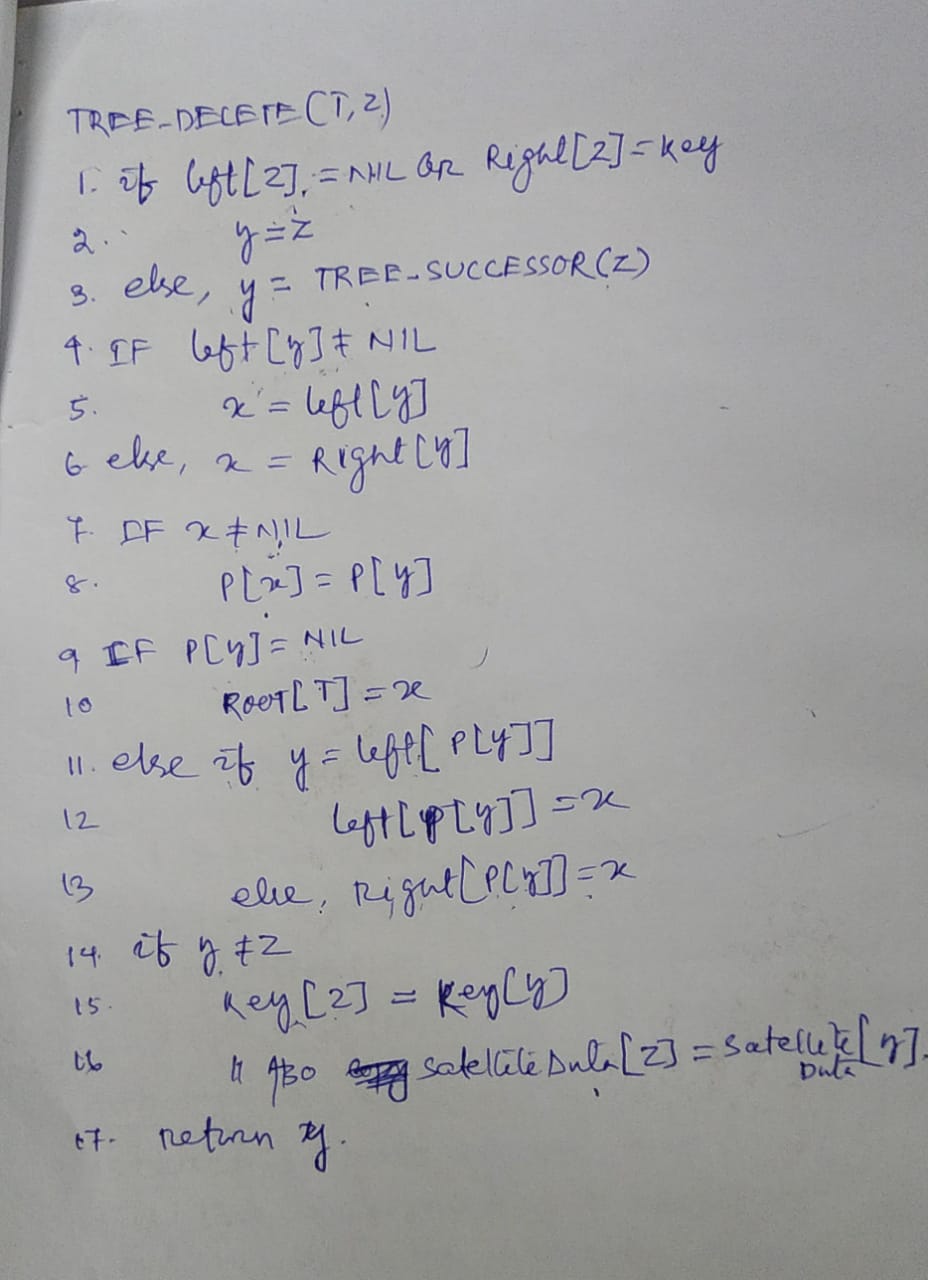 TREE-DELETE (T, z)
1. if left[z] = NIL OR Right[z] = key
2. y = z
3. else, y = TREE-SUCCESSOR(Z)
4. IF left[y] ≠ NIL
5. x = left[y]
6 else, x = Right[y]
7. IF x ≠ NIL
8. P[x] = P[y]
9 IF P[y] = NIL
10 ROOT[T] = x
11. else if y = left[P[y]]
12 left[P[y]] = x
13 else, Right[P[y]] = x
14. if y ≠ z
15. Key[z] = Key[y]
16 Also satellite Data[z] = Satellite Data[y].
17. return y.